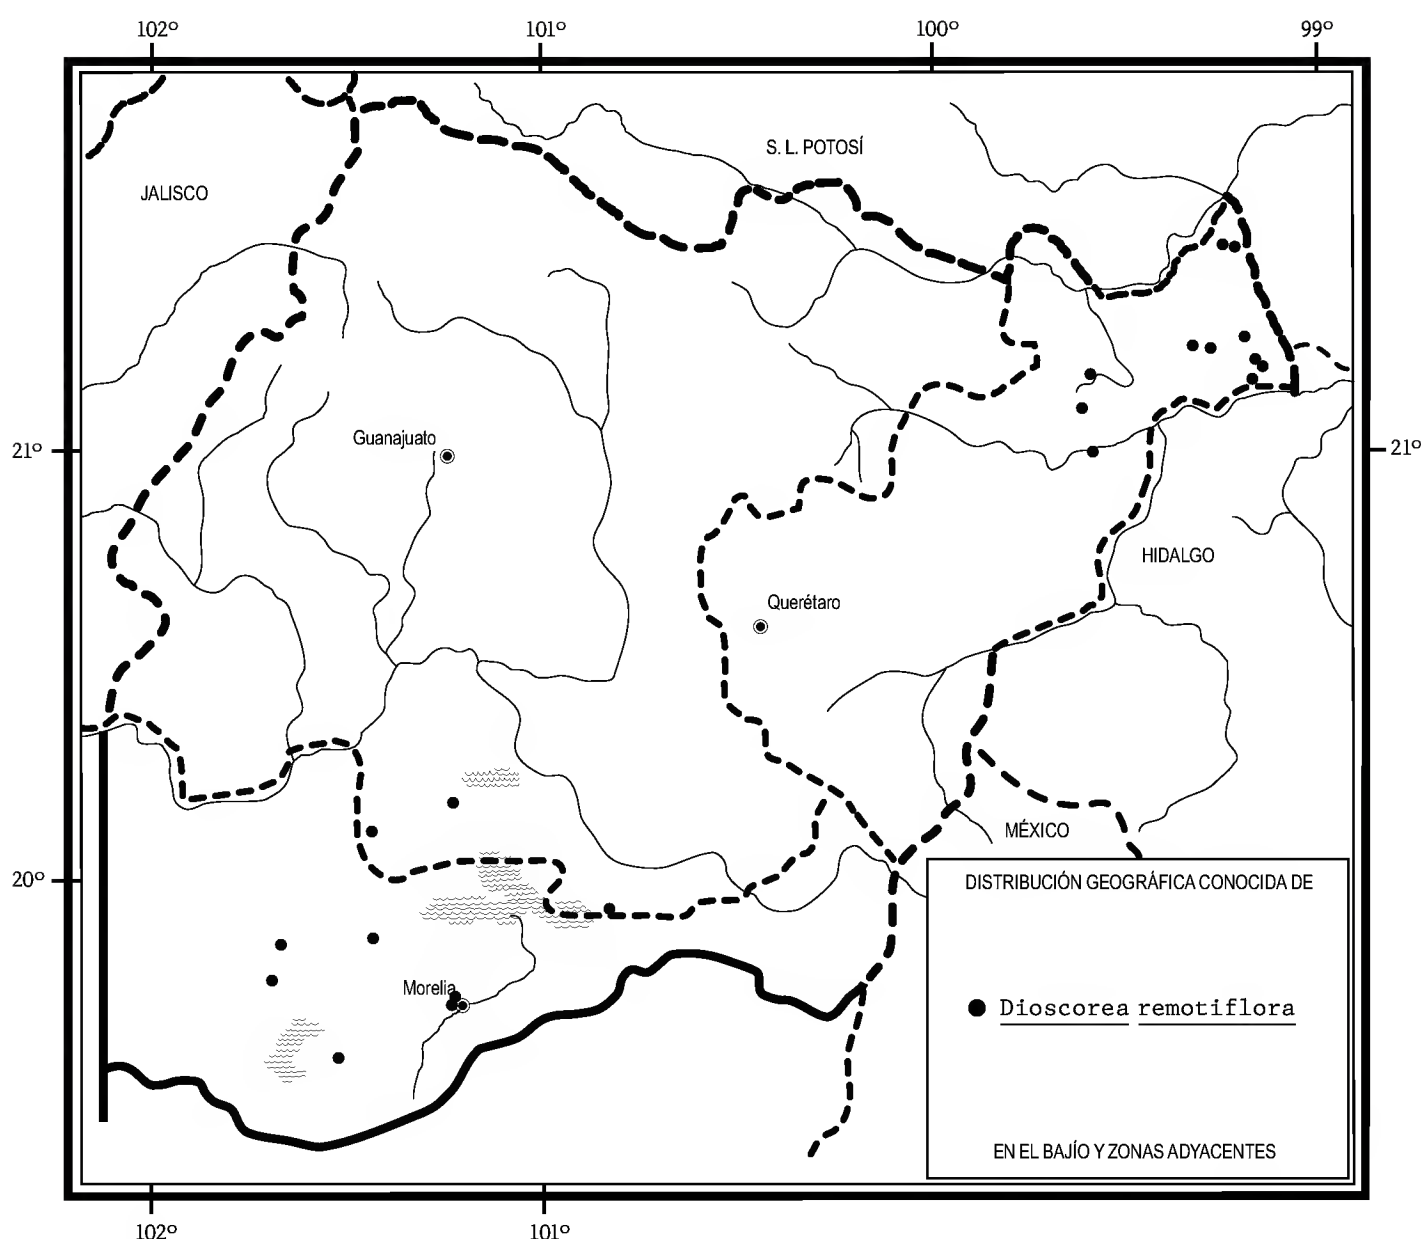 102º 101º 100º 99º
S. L. POTOSÍ
JALISCO
Guanajuato
21º 21º
HIDALGO
Querétaro
MÉXICO
20º
DISTRIBUCIÓN GEOGRÁFICA CONOCIDA DE
Morelia
Dioscorea remotiflora
EN EL BAJÍO Y ZONAS ADYACENTES
102º 101º